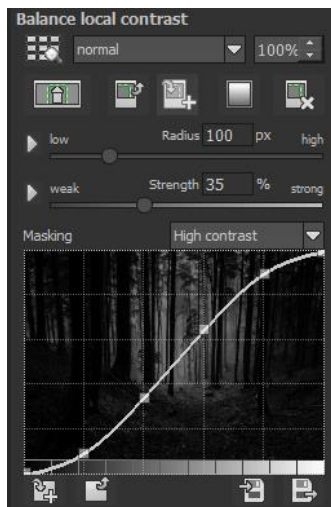 Balance local contrast
normal 100%
low Radius 100 px high
weak Strength 35 % strong
Masking High contrast